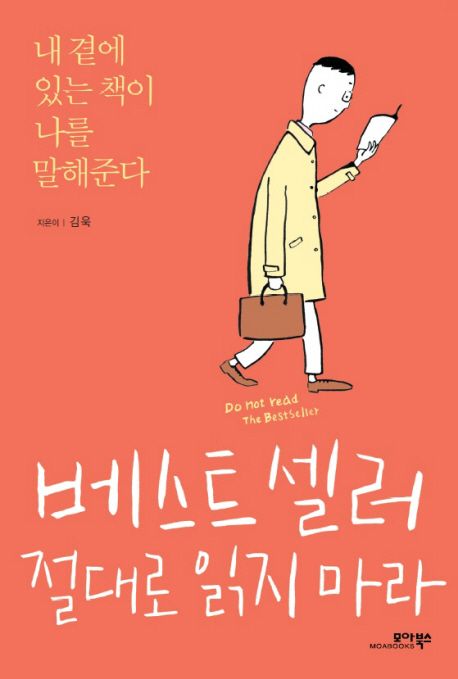 내 곁에
있는 책이
나를
말해준다
지은이 | 김욱
Do not read
The BestSeller
베스트 셀러
절대로 읽지 마라
모아북스
MOABOOKS